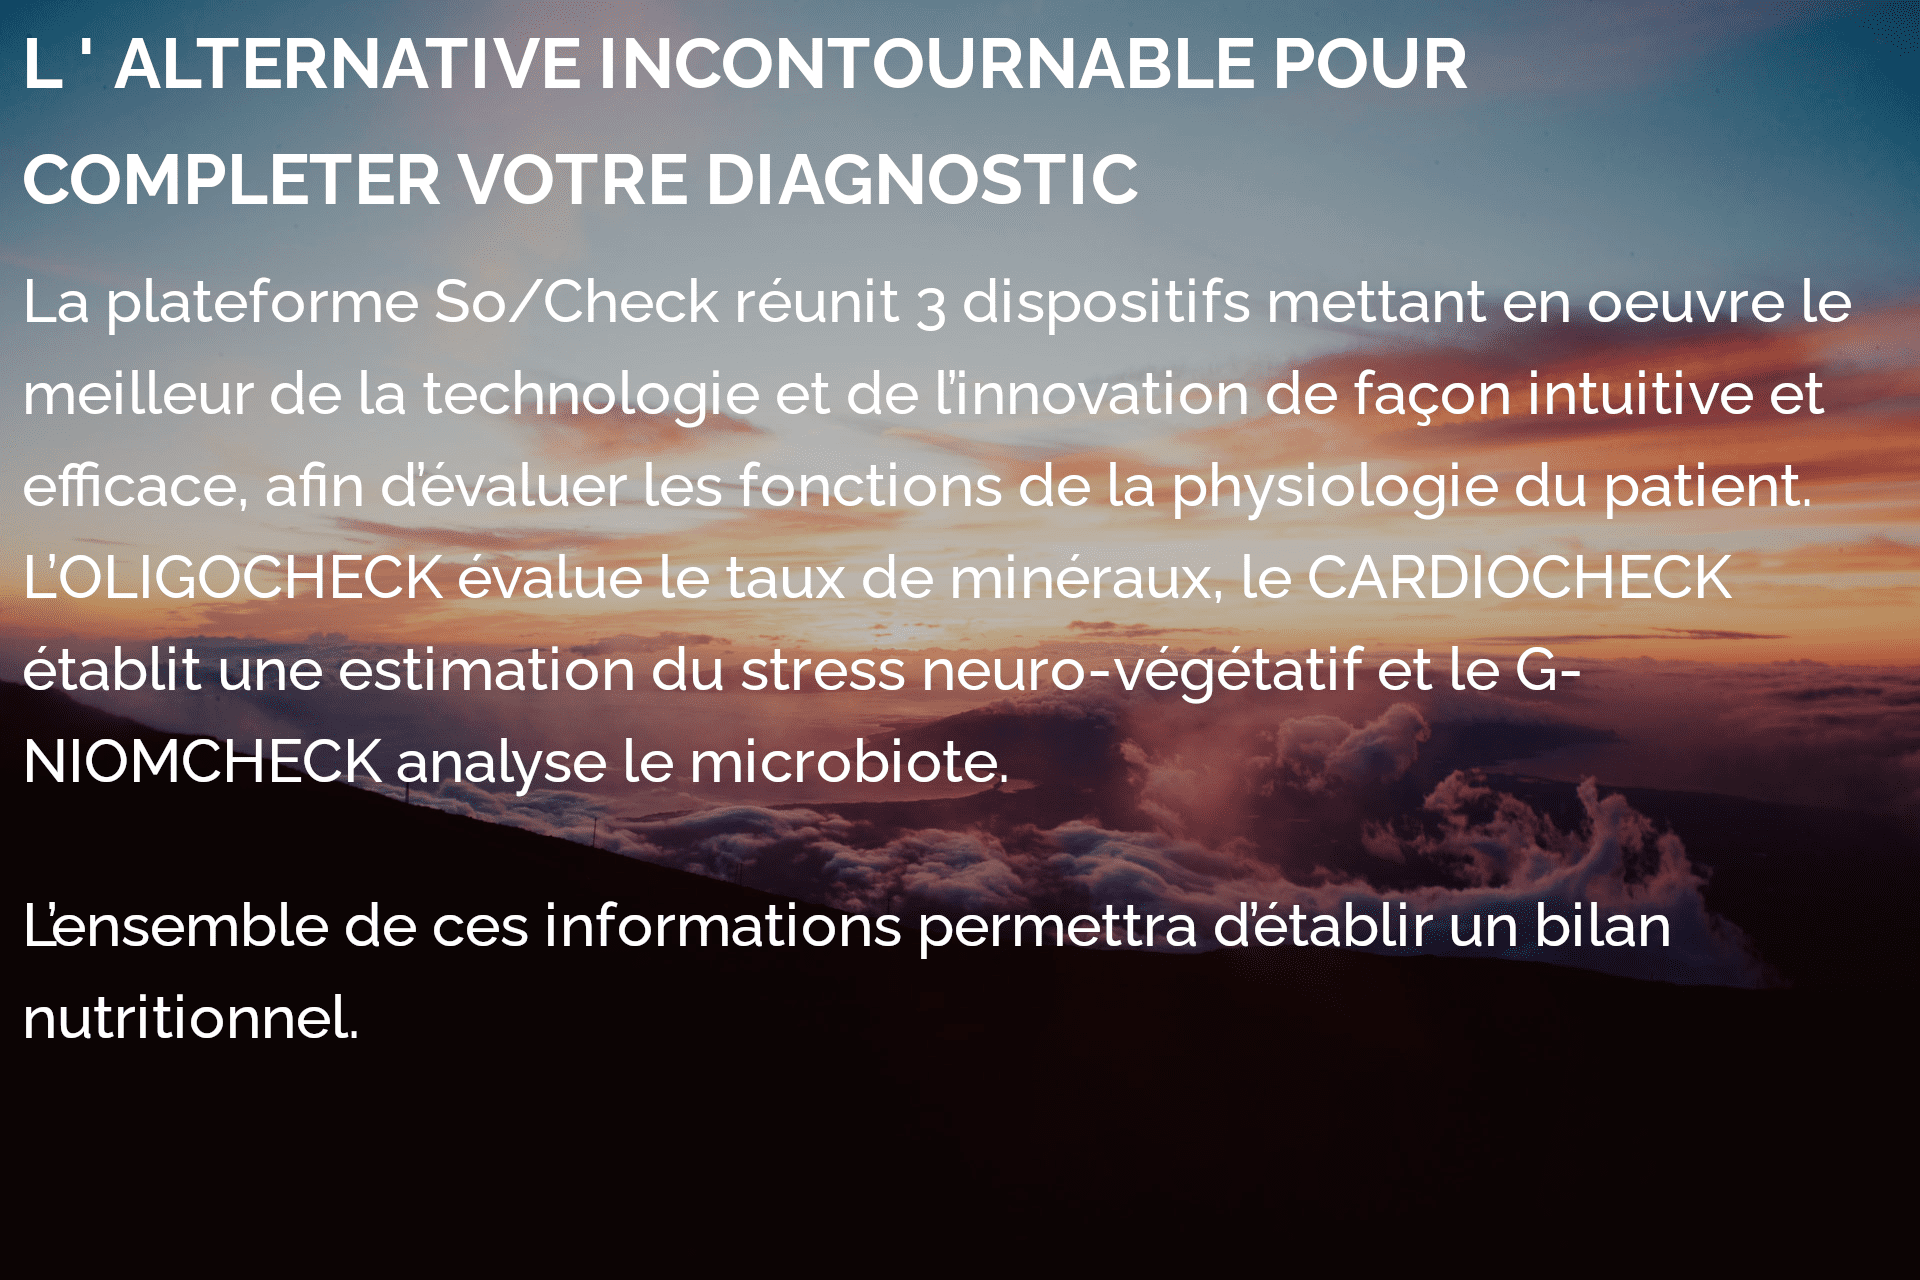 L ' ALTERNATIVE INCONTOURNABLE POUR
COMPLETER VOTRE DIAGNOSTIC
La plateforme So/Check réunit 3 dispositifs mettant en oeuvre le
meilleur de la technologie et de l’innovation de façon intuitive et
efficace, afin d’évaluer les fonctions de la physiologie du patient.
L’OLIGOCHECK évalue le taux de minéraux, le CARDIOCHECK
établit une estimation du stress neuro-végétatif et le G-
NIOMCHECK analyse le microbiote.
L’ensemble de ces informations permettra d’établir un bilan
nutritionnel.